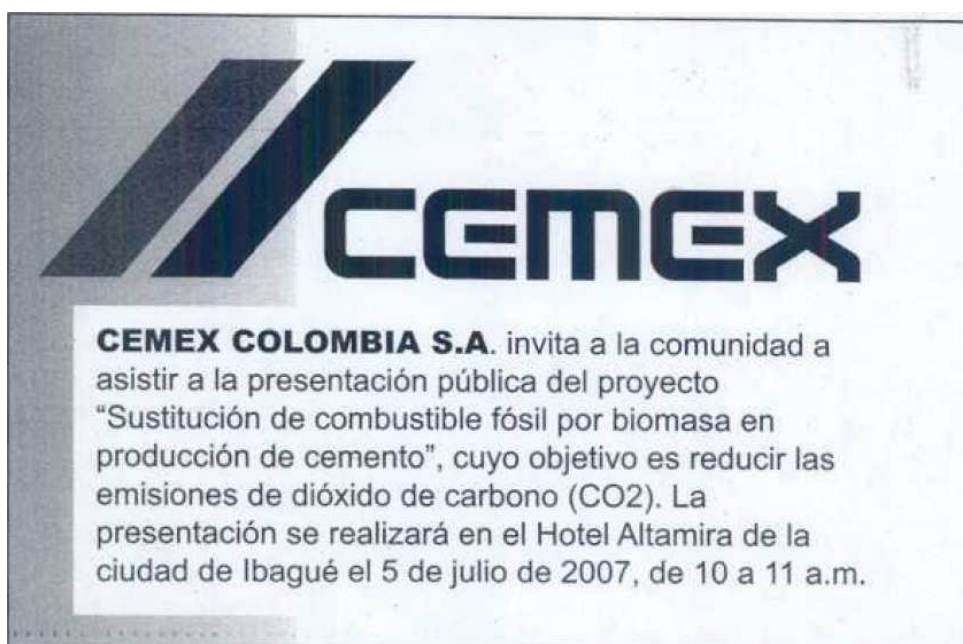 CEMEX
CEMEX COLOMBIA S.A. invita a la comunidad a
asistir a la presentación pública del proyecto
“Sustitución de combustible fósil por biomasa en
producción de cemento”, cuyo objetivo es reducir las
emisiones de dióxido de carbono (CO2). La
presentación se realizará en el Hotel Altamira de la
ciudad de Ibagué el 5 de julio de 2007, de 10 a 11 a.m.